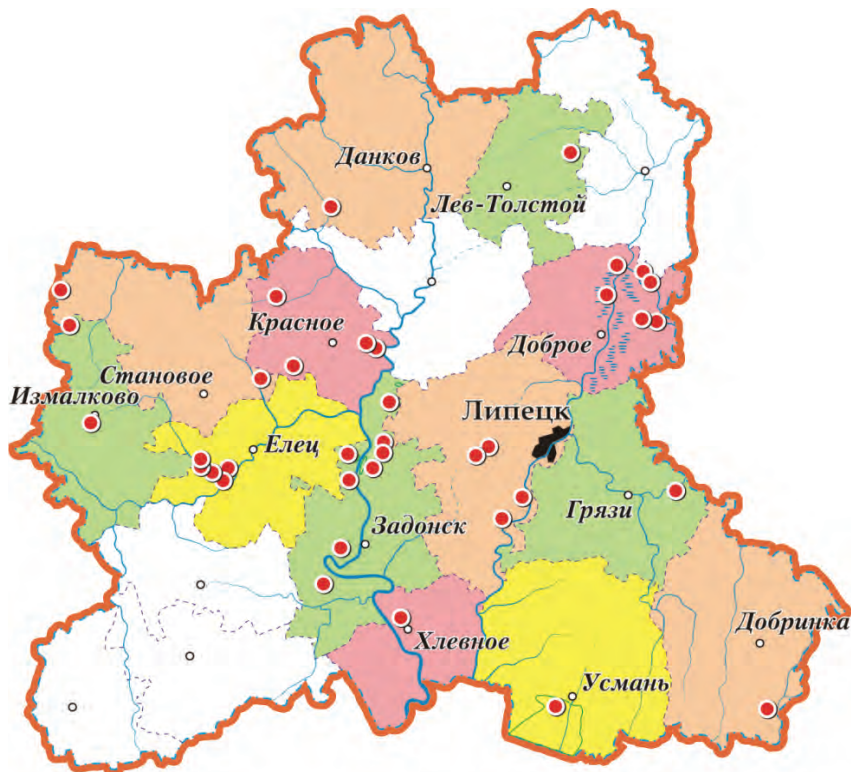 Данков
Лев-Толстой
Красное
Доброе
Становое
Измалково
Липецк
Елец
Грязи
Задонск
Хлевное
Добринка
Усмань